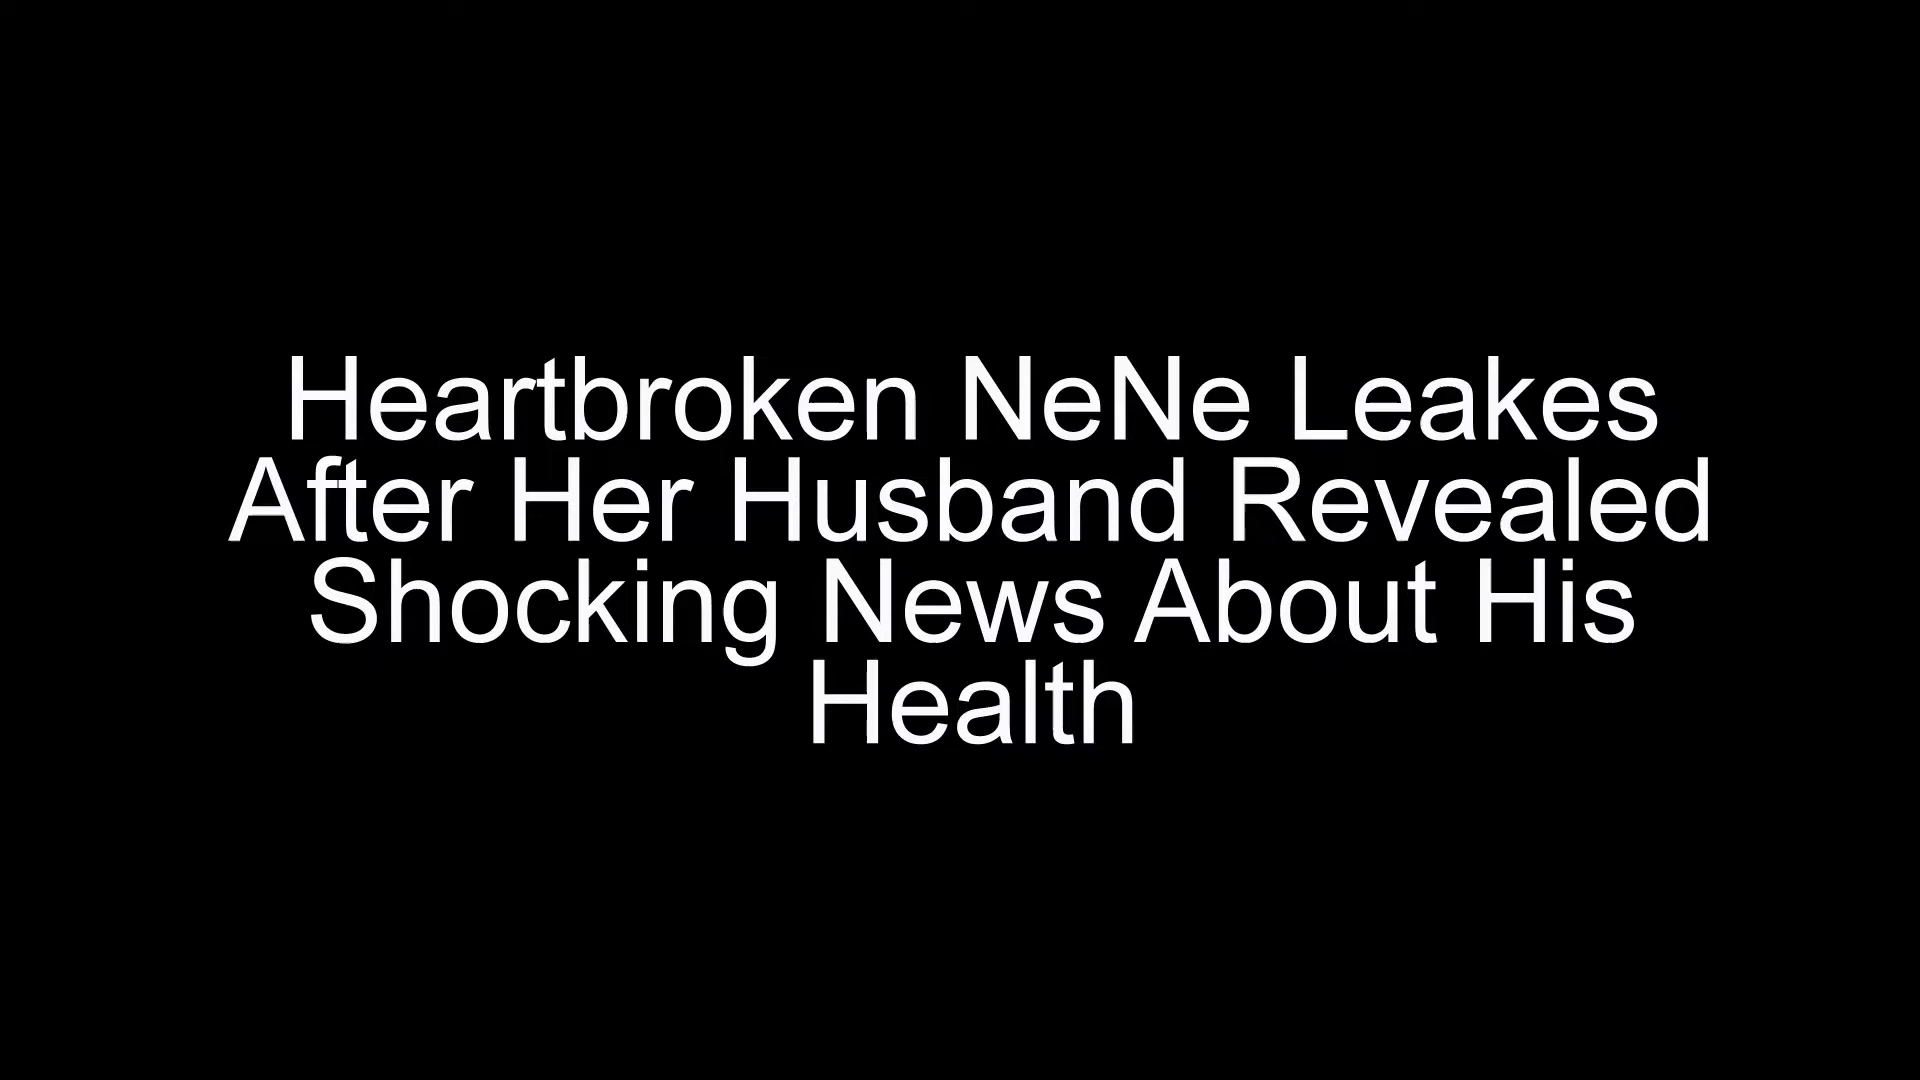 Heartbroken NeNe Leakes
After Her Husband Revealed
Shocking News About His
Health